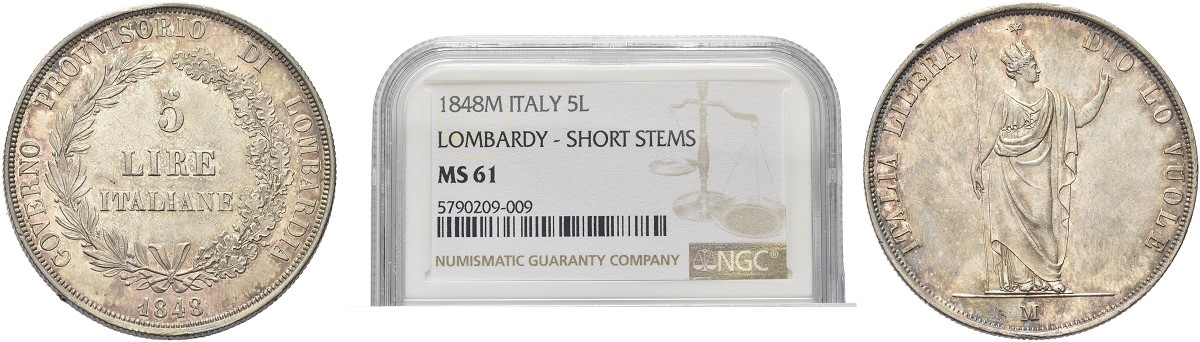 GOVERNO PROVVISORIO DI LOMBARDIA
5
LIRE
ITALIANE
1848
1848M ITALY 5L
LOMBARDY - SHORT STEMS
MS 61
5790209-009
NUMISMATIC GUARANTY COMPANY
NGC®
ITALIA LIBERA DIO LO VUOLE
M